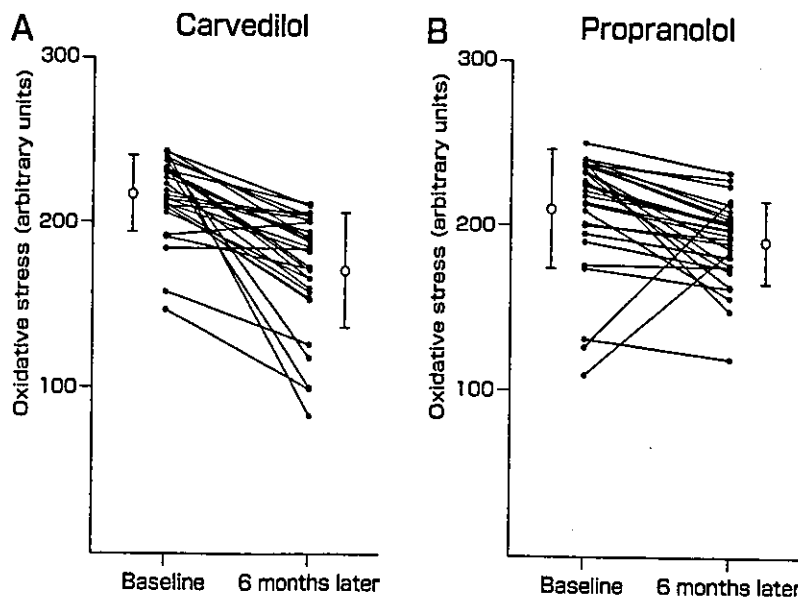 A
Carvedilol
Oxidative stress (arbitrary units)
300
200
100
Baseline
6 months later
B
Propranolol
Oxidative stress (arbitrary units)
300
200
100
Baseline
6 months later